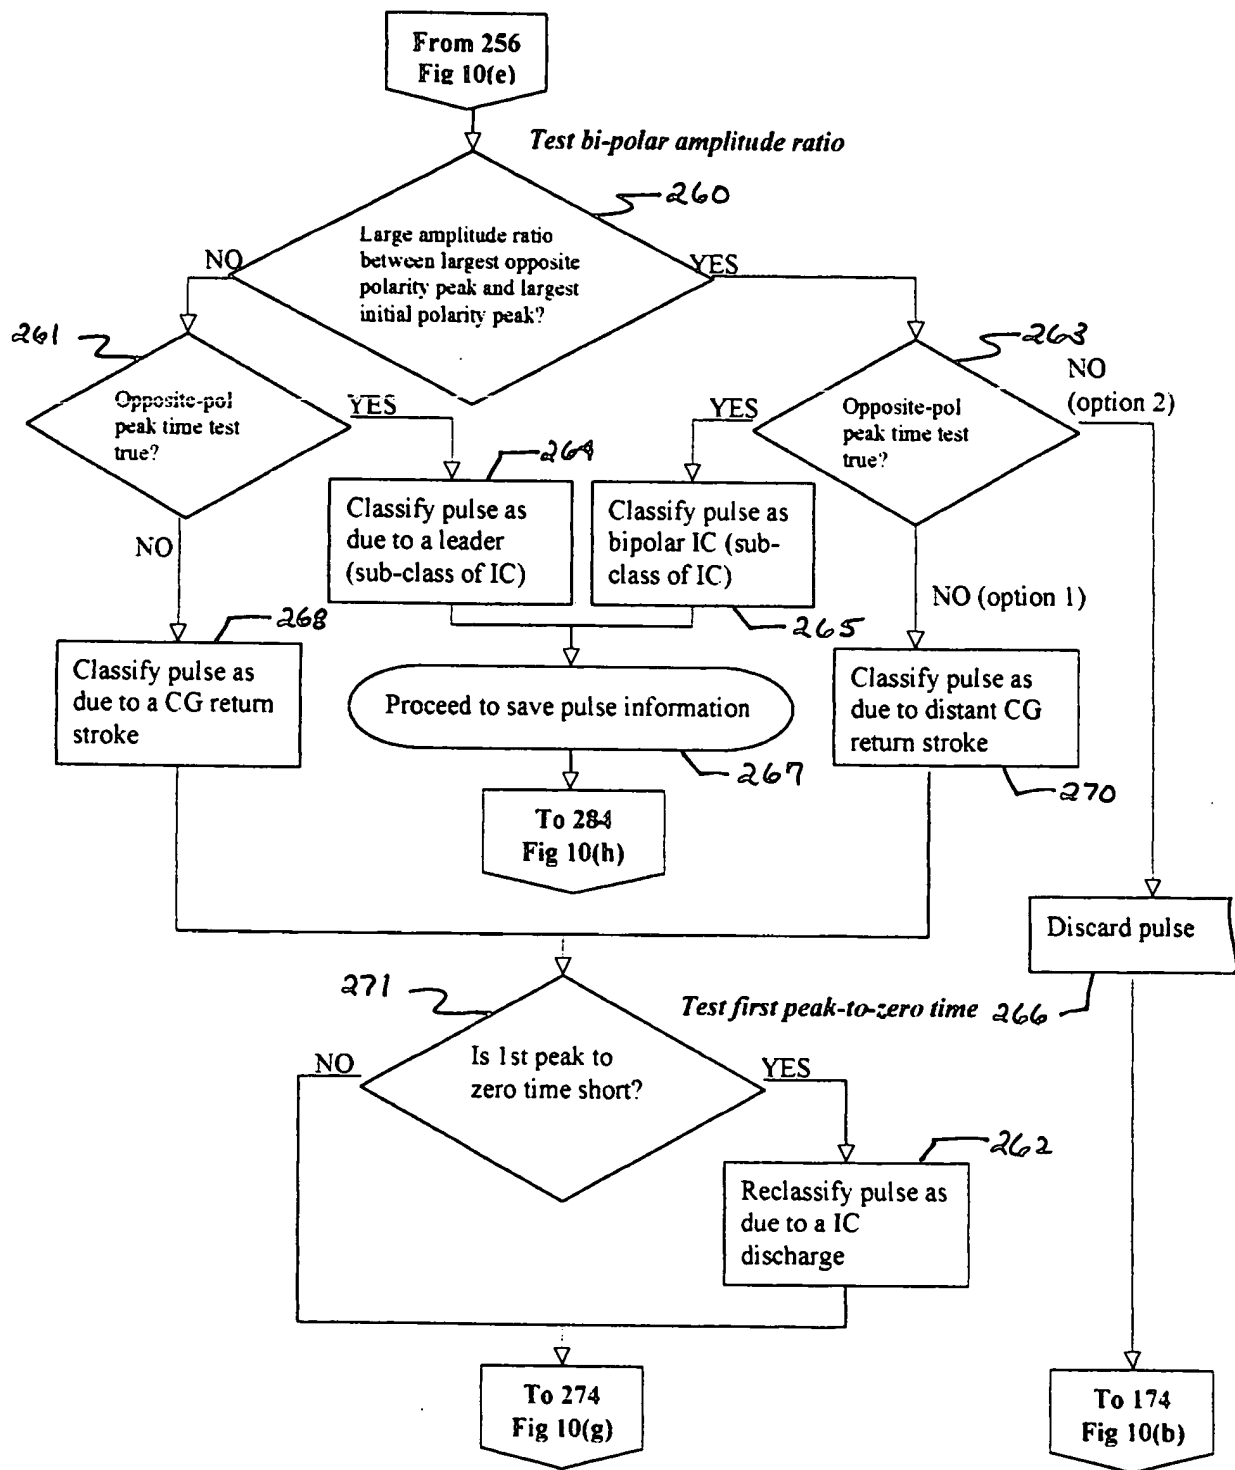 From 256
Fig 10(e)
Test bi-polar amplitude ratio
260
Large amplitude ratio
between largest opposite
polarity peak and largest
initial polarity peak?
NO
YES
261
263
Opposite-pol
peak time test
true?
YES
YES
Opposite-pol
peak time test
true?
NO
(option 2)
264
Classify pulse as
due to a leader
(sub-class of IC)
Classify pulse as
bipolar IC (sub-
class of IC)
NO
NO (option 1)
268
265
Classify pulse as
due to a CG return
stroke
Proceed to save pulse information
Classify pulse as
due to distant CG
return stroke
267
270
To 284
Fig 10(h)
Discard pulse
271
Test first peak-to-zero time
266
NO
Is 1st peak to
zero time short?
YES
262
Reclassify pulse as
due to a IC
discharge
To 274
Fig 10(g)
To 174
Fig 10(b)